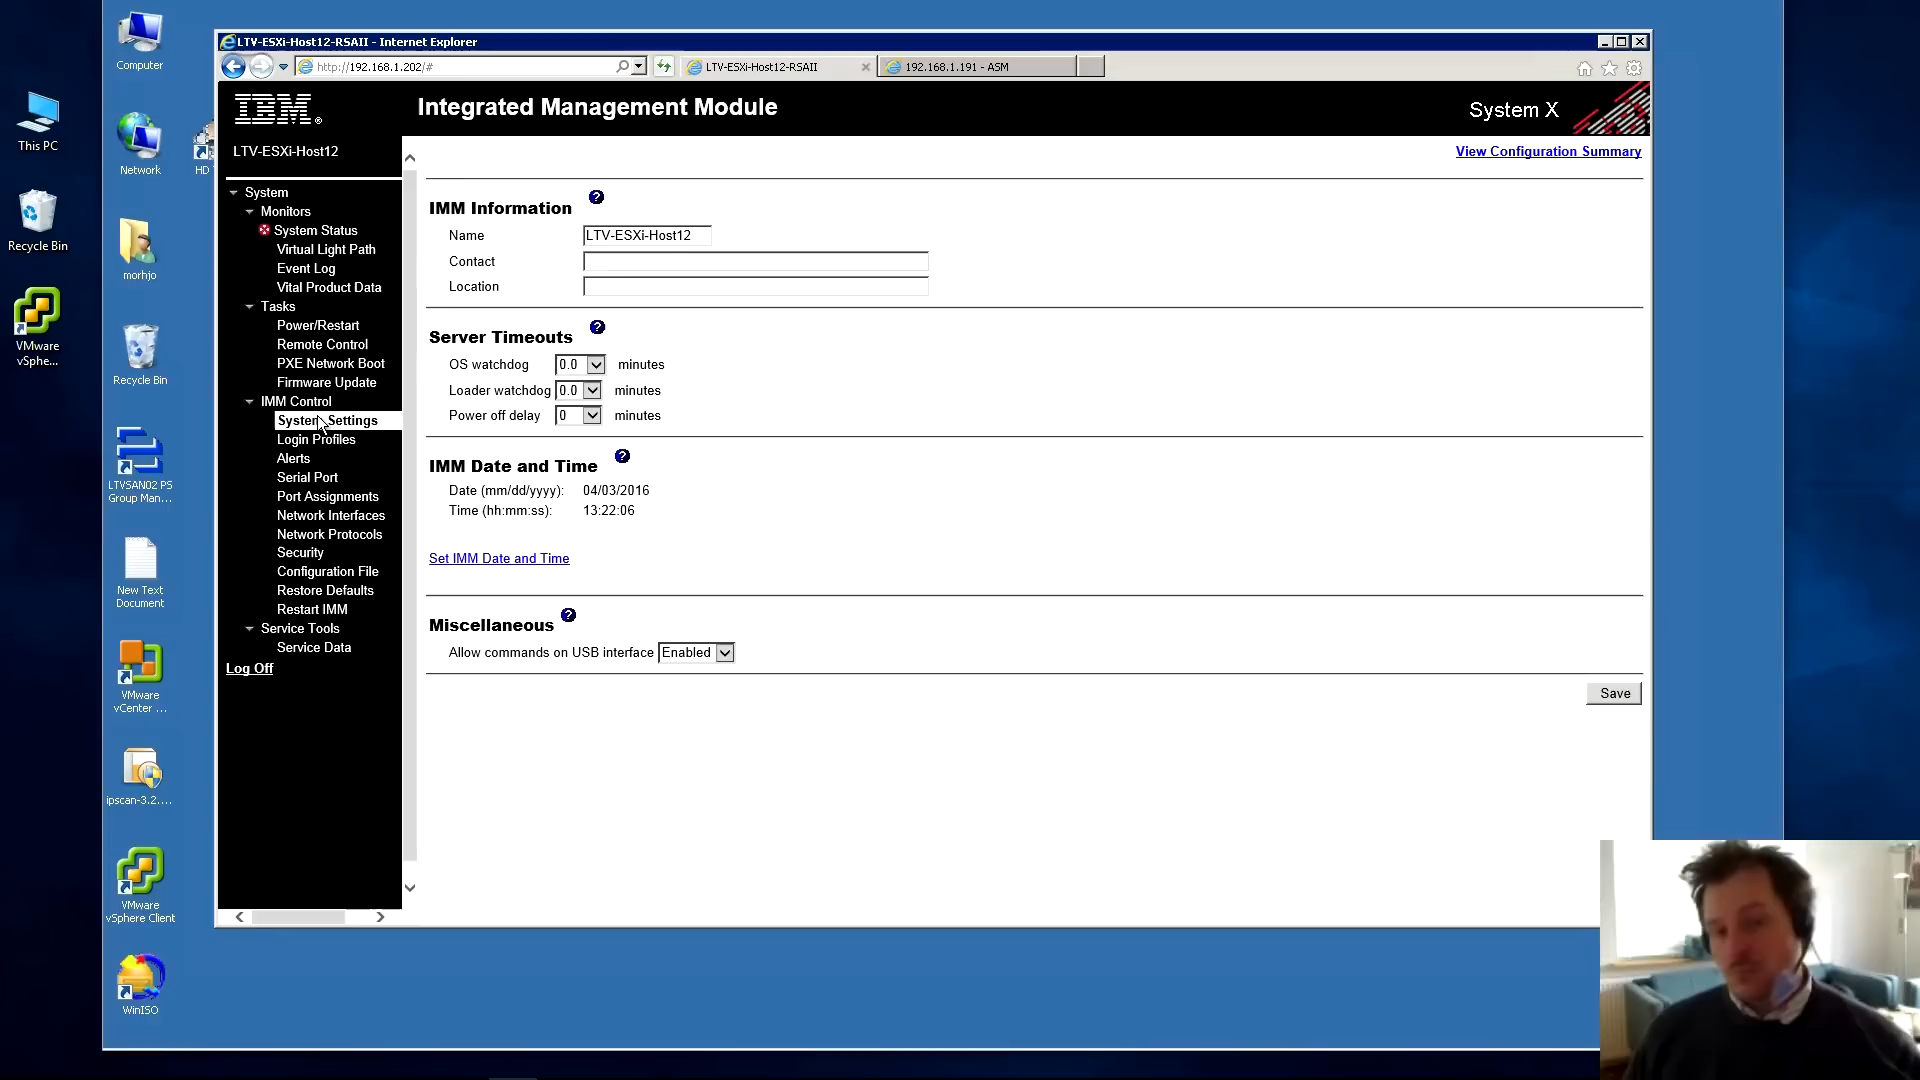 Computer
This PC
Network
HD
Recycle Bin
morhjo
VMware
vSphe...
Recycle Bin
LTVSAN02 PS
Group Man...
New Text
Document
VMware
vCenter ...
ipscan-3.2....
VMware
vSphere Client
WinISO
LTV-ESXi-Host12-RSAII - Internet Explorer
http://192.168.1.202/#
LTV-ESXi-Host12-RSAII
192.168.1.191 - ASM
IBM®
Integrated Management Module
System X
LTV-ESXi-Host12
View Configuration Summary
System
Monitors
System Status
Virtual Light Path
Event Log
Vital Product Data
Tasks
Power/Restart
Remote Control
PXE Network Boot
Firmware Update
IMM Control
System Settings
Login Profiles
Alerts
Serial Port
Port Assignments
Network Interfaces
Network Protocols
Security
Configuration File
Restore Defaults
Restart IMM
Service Tools
Service Data
Log Off
IMM Information ?
Name LTV-ESXi-Host12
Contact
Location
Server Timeouts ?
OS watchdog 0.0 minutes
Loader watchdog 0.0 minutes
Power off delay 0 minutes
IMM Date and Time ?
Date (mm/dd/yyyy): 04/03/2016
Time (hh:mm:ss): 13:22:06
Set IMM Date and Time
Miscellaneous ?
Allow commands on USB interface Enabled
Save